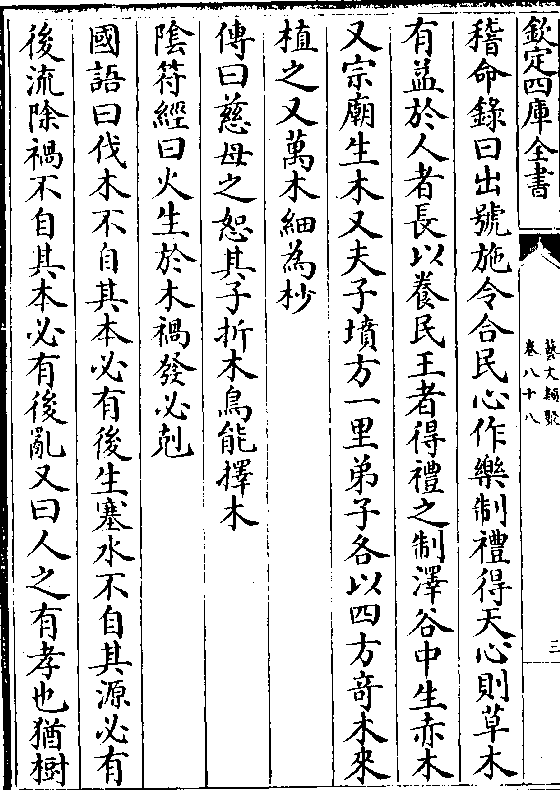 欽定四庫全書
藝文類聚
卷八十八
三
稽命錄曰出號施令合民心作樂制禮得天心則草木
有益於人者長以養民王者得禮之制澤谷中生赤木
又宗廟生木又夫子墳方一里弟子各以四方竒木來
植之又萬木細為杪
傳曰慈母之怒其子折木鳥能擇木
陰符經曰火生於木禍發必剋
國語曰伐木不自其本必有後生塞水不自其源必有
後流除禍不自其本必有後亂又曰人之有孝也猶樹